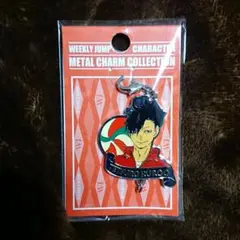 WEEKLY JUMP CHARACTER
METAL CHARM COLLECTION
TETSURO KUROO